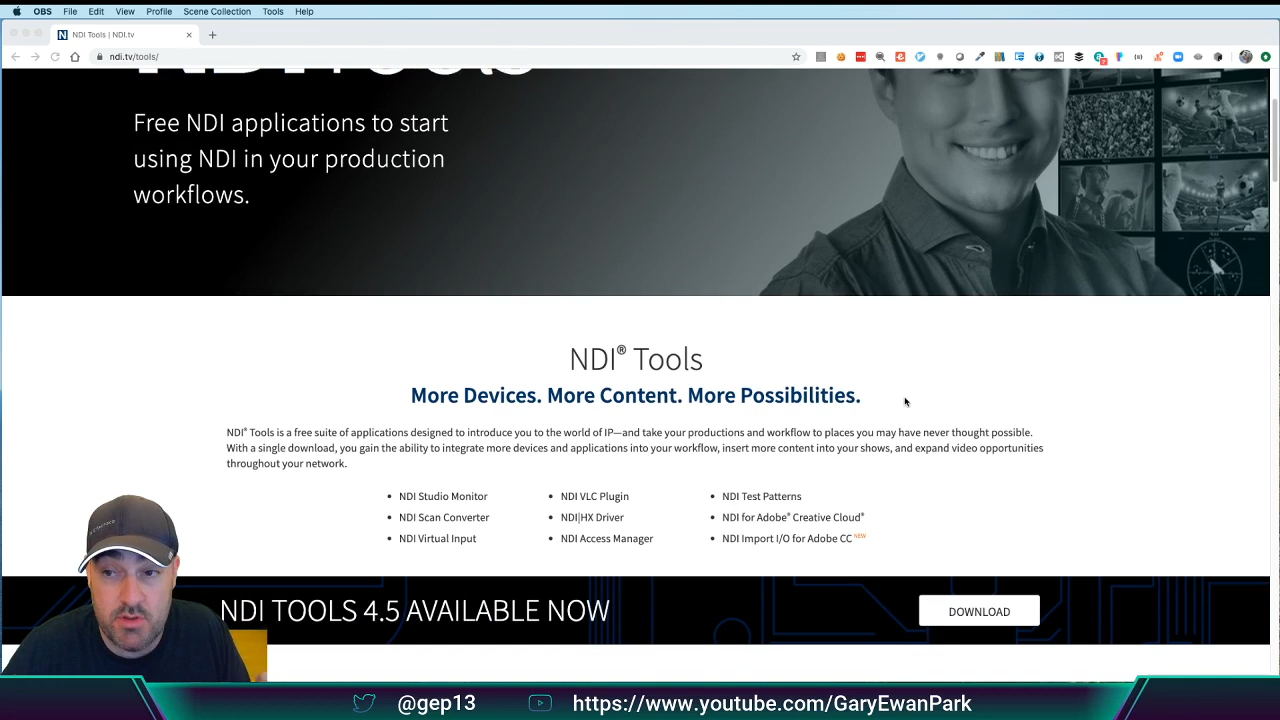 OBS File Edit View Profile Scene Collection Tools Help
NDI Tools | NDI.tv
ndi.tv/tools/
Free NDI applications to start
using NDI in your production
workflows.
NDI® Tools
More Devices. More Content. More Possibilities.
NDI® Tools is a free suite of applications designed to introduce you to the world of IP—and take your productions and workflow to places you may have never thought possible.
With a single download, you gain the ability to integrate more devices and applications into your workflow, insert more content into your shows, and expand video opportunities
throughout your network.
• NDI Studio Monitor • NDI VLC Plugin • NDI Test Patterns
• NDI Scan Converter • NDI|HX Driver • NDI for Adobe® Creative Cloud®
• NDI Virtual Input • NDI Access Manager • NDI Import I/O for Adobe CC NEW
NDI TOOLS 4.5 AVAILABLE NOW DOWNLOAD
@gep13 https://www.youtube.com/GaryEwanPark